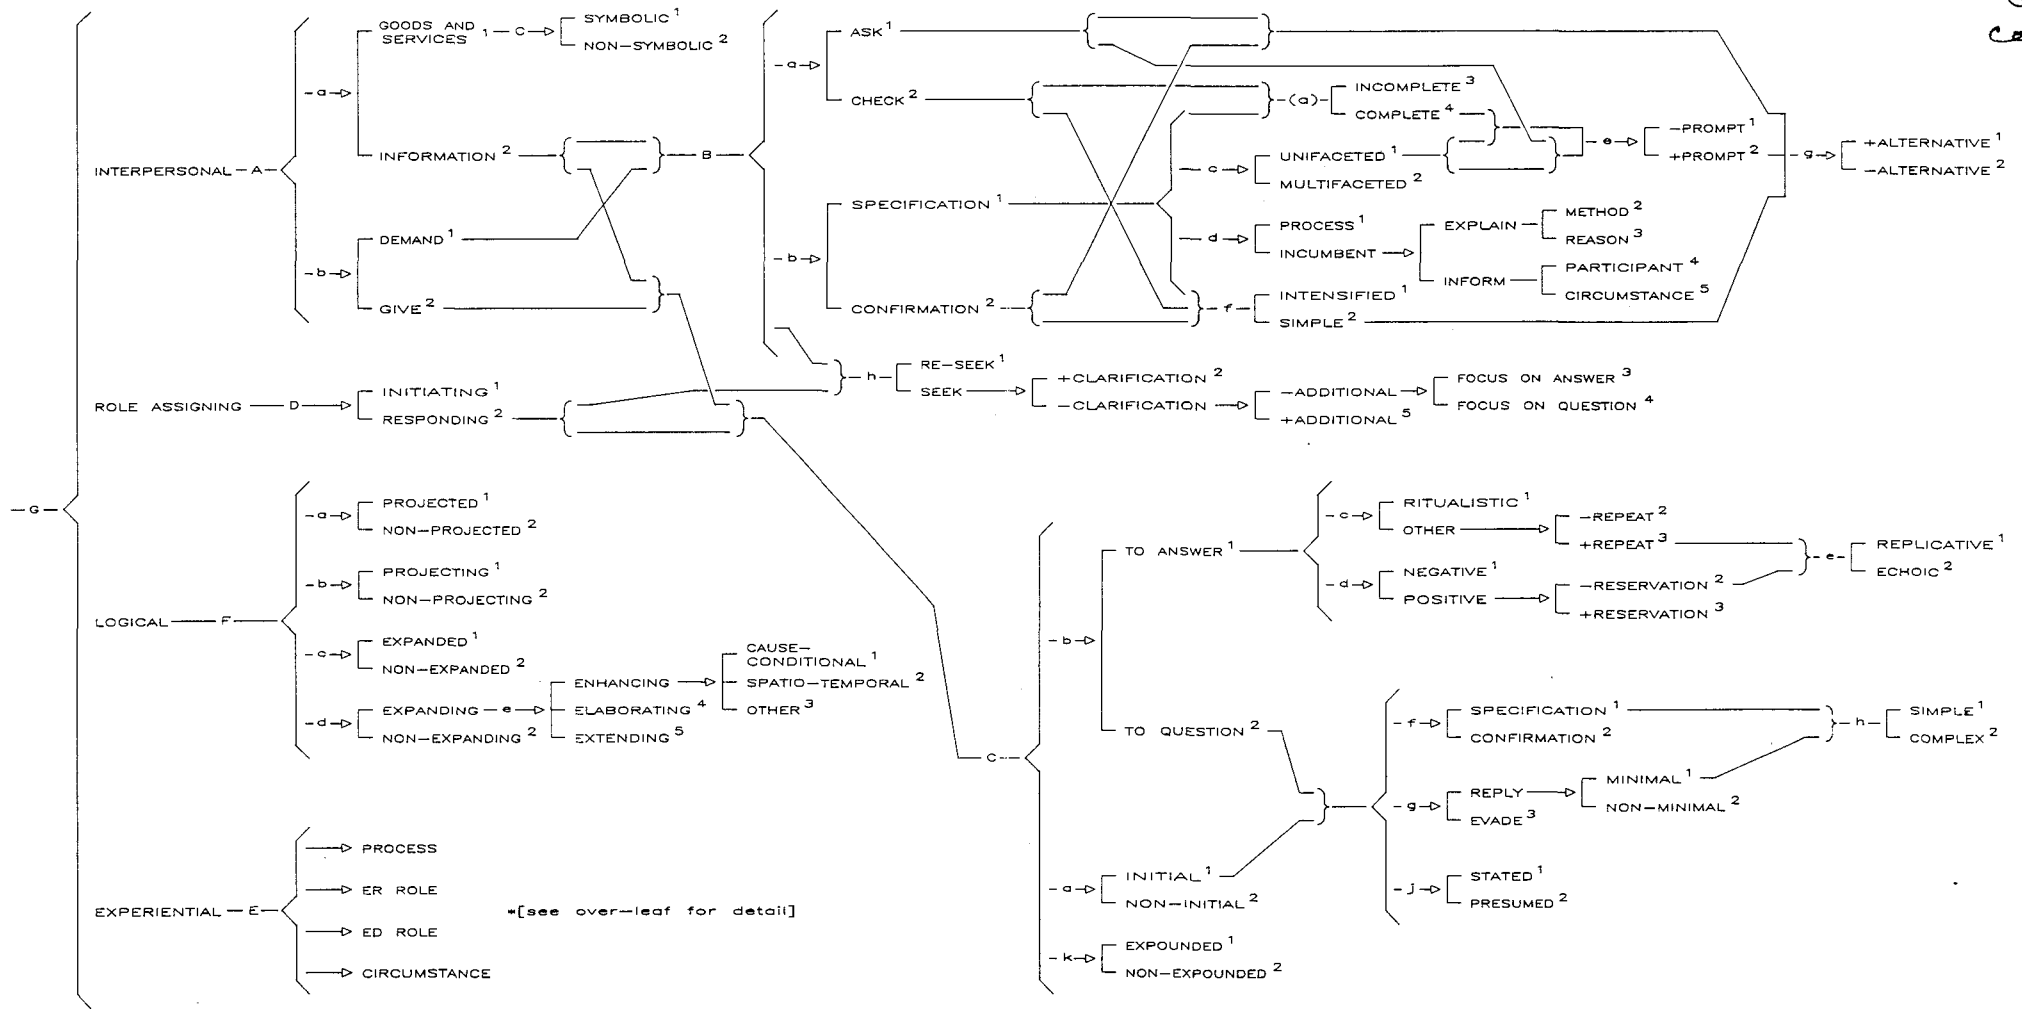 G
INTERPERSONAL — A
a
GOODS AND SERVICES 1 — C
SYMBOLIC 1
NON-SYMBOLIC 2
INFORMATION 2
b
DEMAND 1
GIVE 2
B
a
ASK 1
CHECK 2
(a)
INCOMPLETE 3
COMPLETE 4
b
SPECIFICATION 1
CONFIRMATION 2
c
UNIFACETED 1
MULTIFACETED 2
d
PROCESS 1
INCUMBENT
EXPLAIN
METHOD 2
REASON 3
INFORM
PARTICIPANT 4
CIRCUMSTANCE 5
e
-PROMPT 1
+PROMPT 2
f
INTENSIFIED 1
SIMPLE 2
g
+ALTERNATIVE 1
-ALTERNATIVE 2
h
RE-SEEK 1
SEEK
+CLARIFICATION 2
-CLARIFICATION
-ADDITIONAL
+ADDITIONAL 5
FOCUS ON ANSWER 3
FOCUS ON QUESTION 4
ROLE ASSIGNING — D
INITIATING 1
RESPONDING 2
LOGICAL — F
a
PROJECTED 1
NON-PROJECTED 2
b
PROJECTING 1
NON-PROJECTING 2
c
EXPANDED 1
NON-EXPANDED 2
d
EXPANDING — e
NON-EXPANDING 2
ENHANCING
ELABORATING 4
EXTENDING 5
CAUSE-CONDITIONAL 1
SPATIO-TEMPORAL 2
OTHER 3
EXPERIENTIAL — E
PROCESS
ER ROLE
ED ROLE
CIRCUMSTANCE
*[see over-leaf for detail]
C
b
TO ANSWER 1
TO QUESTION 2
c
RITUALISTIC 1
OTHER
-REPEAT 2
+REPEAT 3
d
NEGATIVE 1
POSITIVE
-RESERVATION 2
+RESERVATION 3
e
REPLICATIVE 1
ECHOIC 2
f
SPECIFICATION 1
CONFIRMATION 2
g
REPLY
EVADE 3
MINIMAL 1
NON-MINIMAL 2
h
SIMPLE 1
COMPLEX 2
j
STATED 1
PRESUMED 2
a
INITIAL 1
NON-INITIAL 2
k
EXPOUNDED 1
NON-EXPOUNDED 2